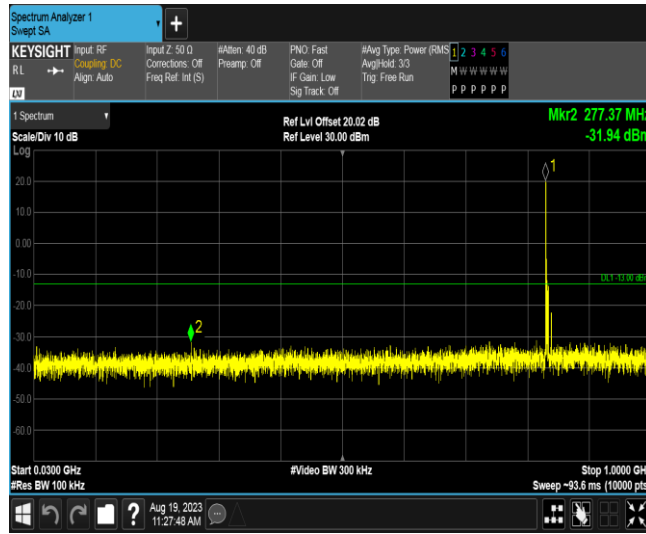 Spectrum Analyzer 1
Swept SA
+
KEYSIGHT Input: RF Input Z: 50 Ω #Atten: 40 dB PNO: Fast #Avg Type: Power (RMS 1 2 3 4 5 6
RL Coupling: DC Corrections: Off Preamp: Off Gate: Off Avg|Hold: 3/3 M W W W W W
Align: Auto Freq Ref: Int (S) IF Gain: Low Trig: Free Run
LXI Sig Track: Off P P P P P P
1 Spectrum Ref Lvl Offset 20.02 dB Mkr2 277.37 MHz
Scale/Div 10 dB Ref Level 30.00 dBm -31.94 dBm
Log
1
20.0
10.0
0.00
-10.0
DL1 -13.00 dBm
-20.0
2
-30.0
-40.0
-50.0
-60.0
Start 0.0300 GHz #Video BW 300 kHz Stop 1.0000 GH
#Res BW 100 kHz Sweep ~93.6 ms (10000 pts
? Aug 19, 2023
11:27:48 AM